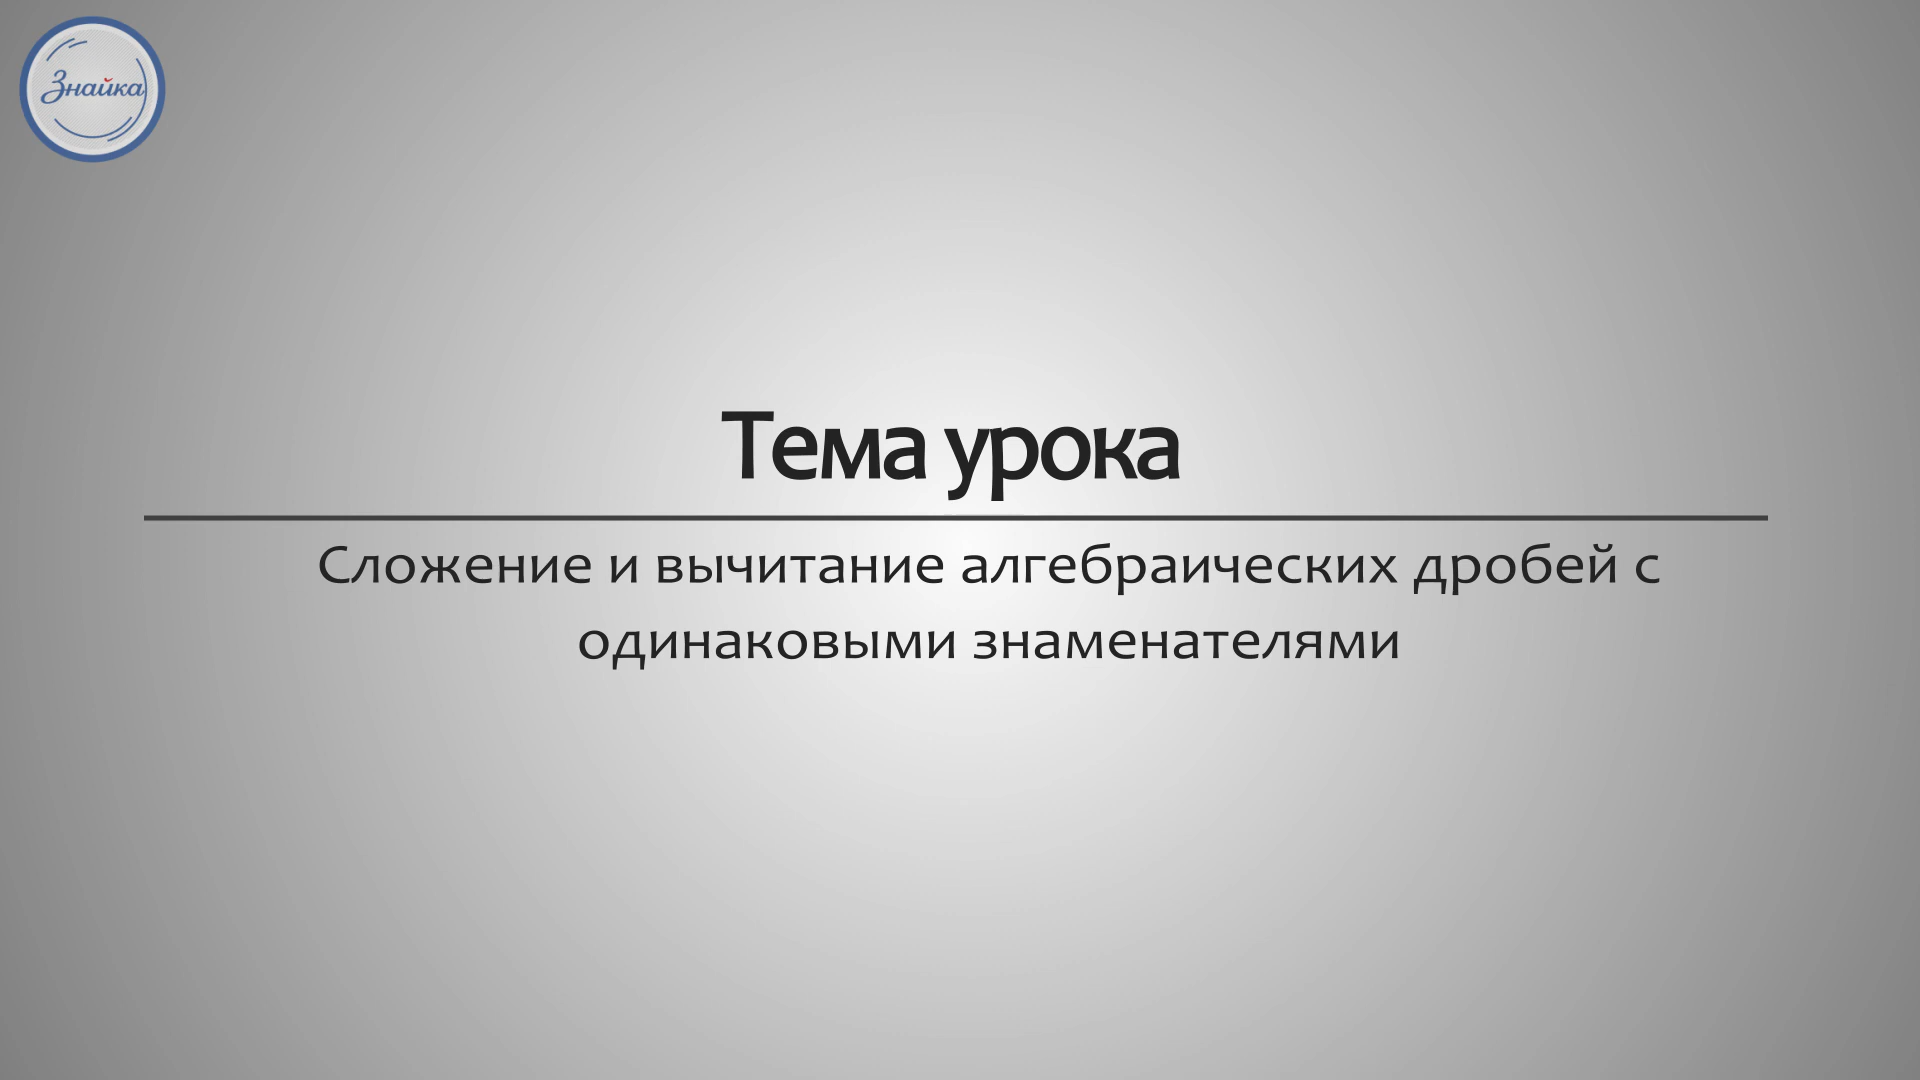 Знайка
Тема урока
Сложение и вычитание алгебраических дробей с
одинаковыми знаменателями